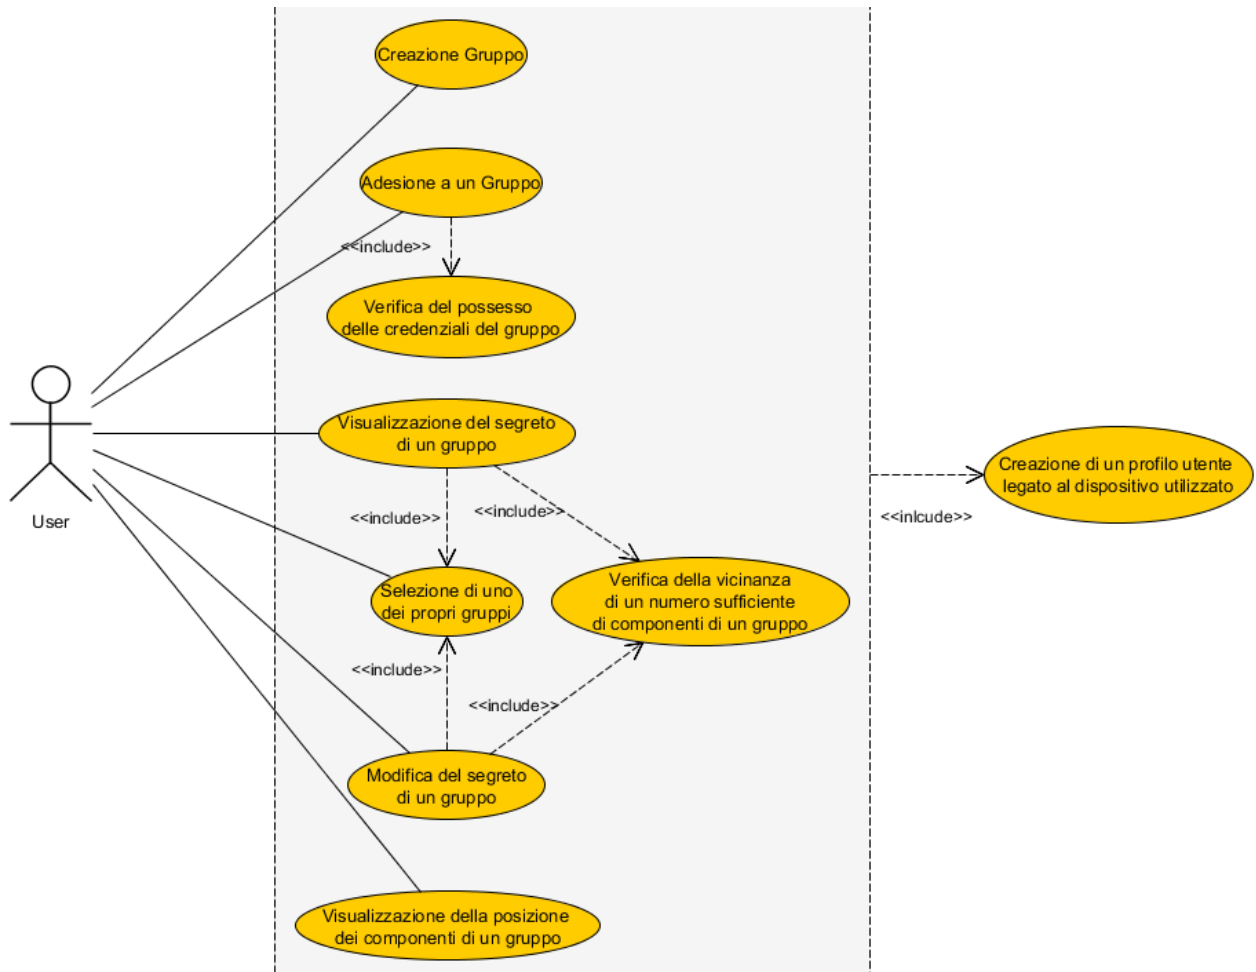 Creazione Gruppo
Adesione a un Gruppo
<<include>>
Verifica del possesso
delle credenziali del gruppo
Visualizzazione del segreto
di un gruppo
User
<<include>>
<<include>>
Creazione di un profilo utente
legato al dispositivo utilizzato
<<inlcude>>
Selezione di uno
dei propri gruppi
Verifica della vicinanza
di un numero sufficiente
di componenti di un gruppo
<<include>>
<<include>>
Modifica del segreto
di un gruppo
Visualizzazione della posizione
dei componenti di un gruppo